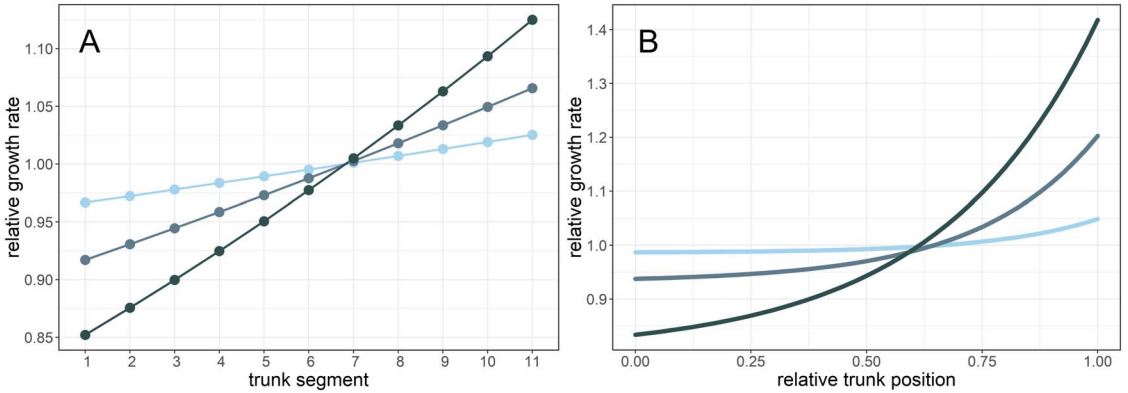 A
relative growth rate
1.10
1.05
1.00
0.95
0.90
0.85
1 2 3 4 5 6 7 8 9 10 11
trunk segment
B
relative growth rate
1.4
1.3
1.2
1.1
1.0
0.9
0.00 0.25 0.50 0.75 1.00
relative trunk position